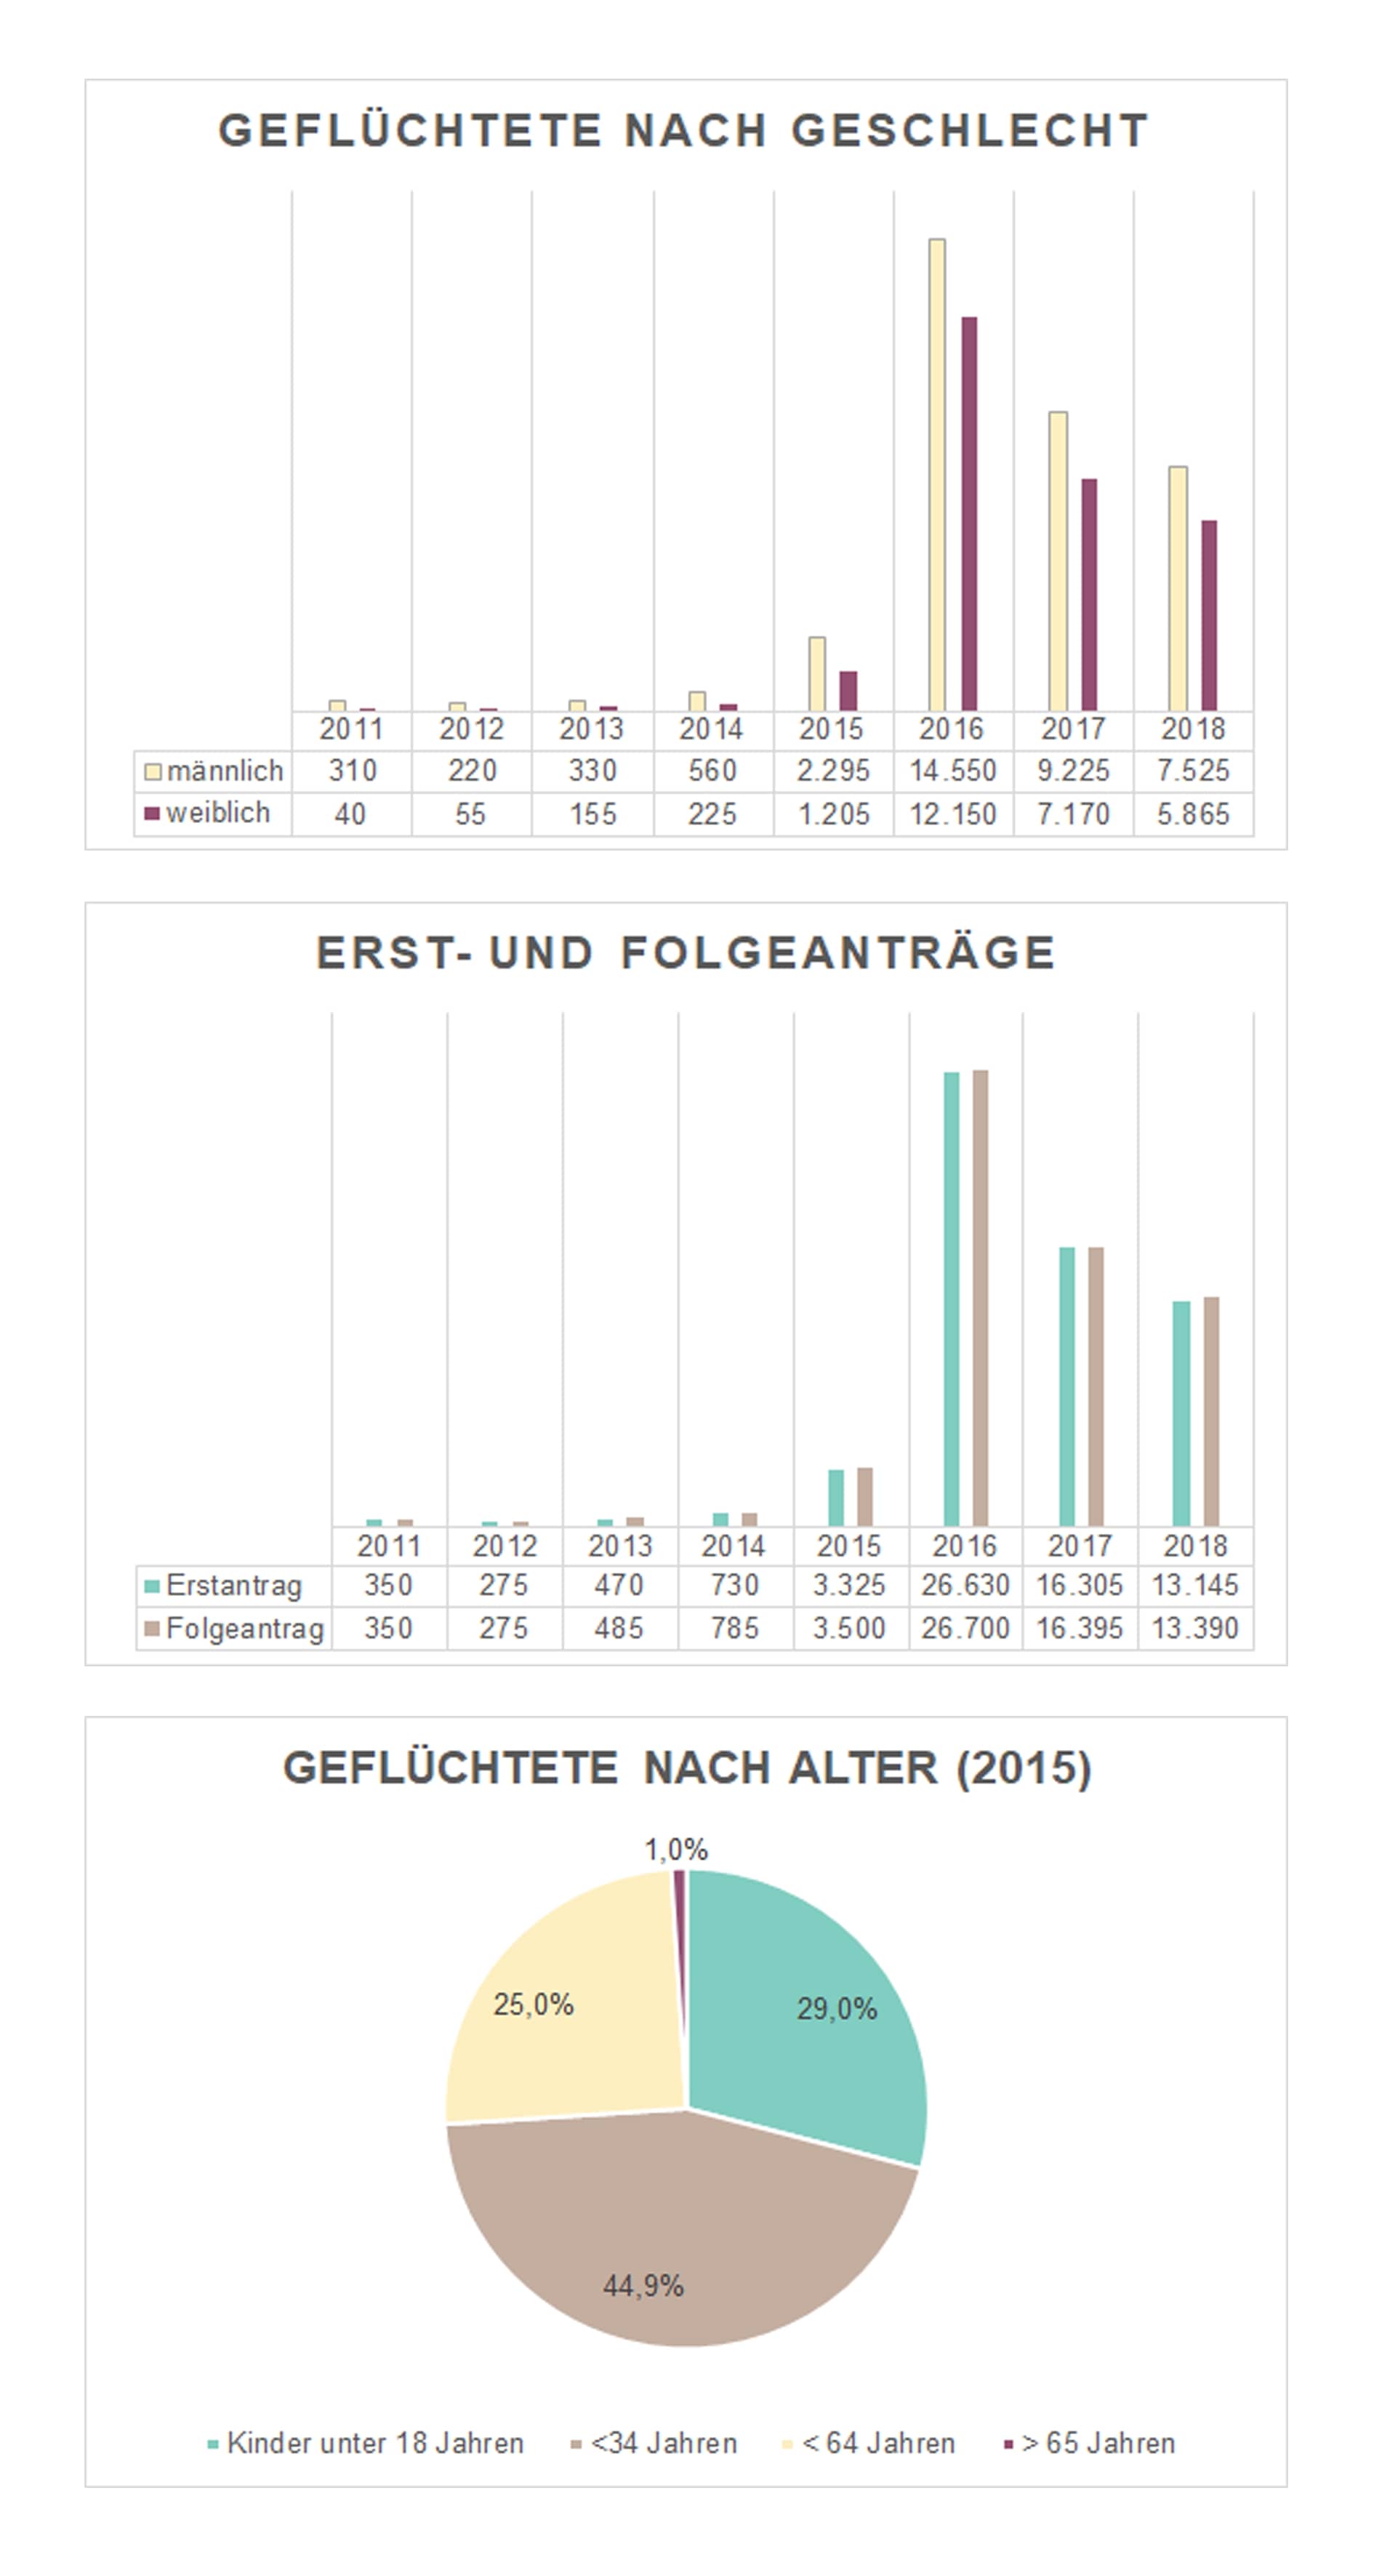 GEFLÜCHTETE NACH GESCHLECHT
2011 2012 2013 2014 2015 2016 2017 2018
männlich 310 220 330 560 2.295 14.550 9.225 7.525
weiblich 40 55 155 225 1.205 12.150 7.170 5.865
ERST- UND FOLGEANTRÄGE
2011 2012 2013 2014 2015 2016 2017 2018
Erstantrag 350 275 470 730 3.325 26.630 16.305 13.145
Folgeantrag 350 275 485 785 3.500 26.700 16.395 13.390
GEFLÜCHTETE NACH ALTER (2015)
1,0%
25,0% 29,0%
44,9%
Kinder unter 18 Jahren <34 Jahren < 64 Jahren > 65 Jahren